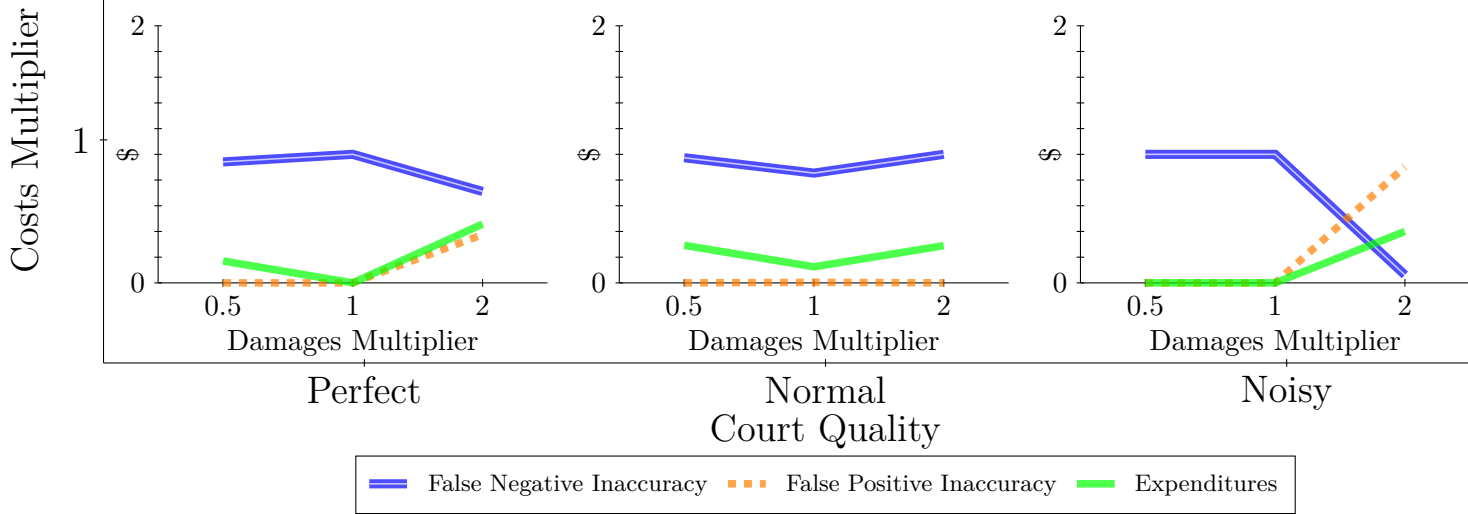 Costs Multiplier
1
2
$
0
0.5 1 2
Damages Multiplier
Perfect
2
$
0
0.5 1 2
Damages Multiplier
Normal
2
$
0
0.5 1 2
Damages Multiplier
Noisy
Court Quality
False Negative Inaccuracy False Positive Inaccuracy Expenditures